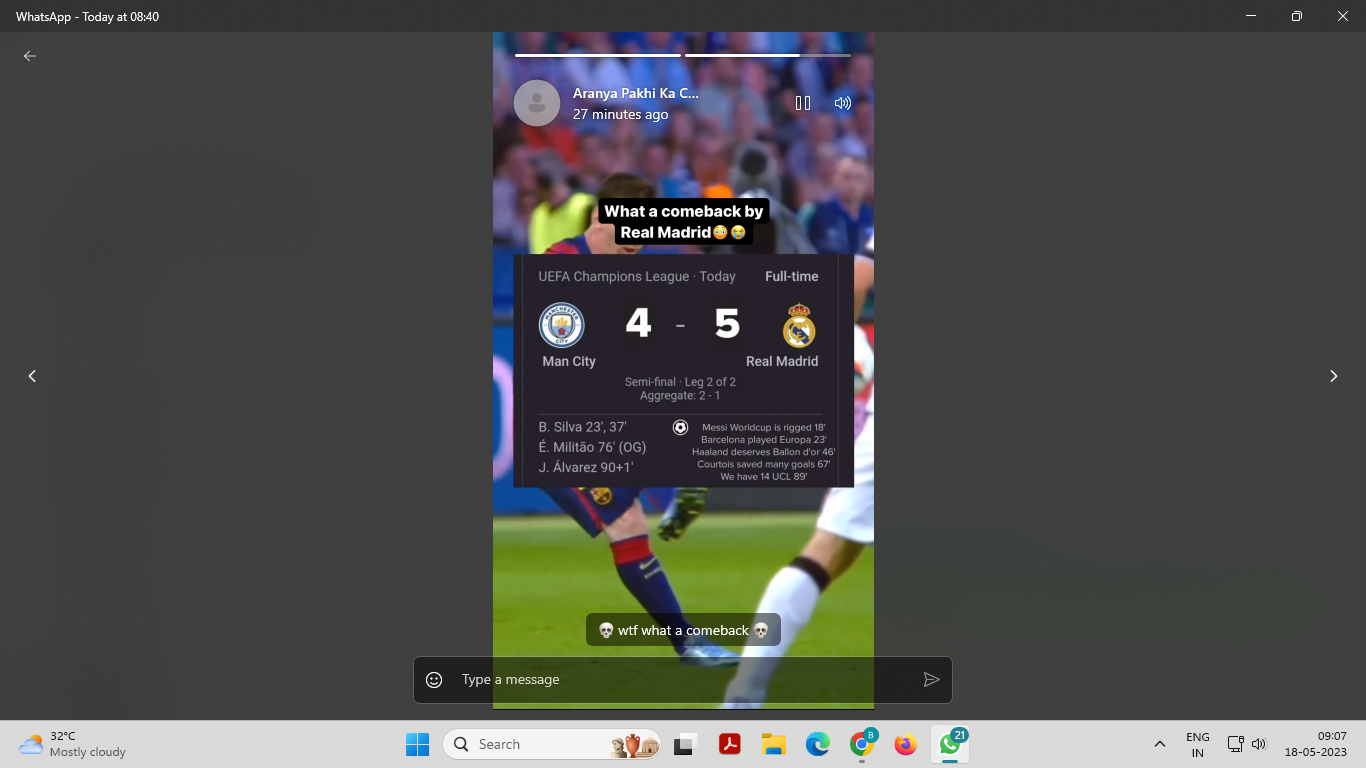 WhatsApp - Today at 08:40
Aranya Pakhi Ka C...
27 minutes ago
What a comeback by
Real Madrid😳😭
UEFA Champions League · Today Full-time
4 - 5
Man City Real Madrid
Semi-final · Leg 2 of 2
Aggregate: 2 - 1
B. Silva 23', 37'
É. Militão 76' (OG)
J. Álvarez 90+1'
Messi Worldcup is rigged 18'
Barcelona played Europa 23'
Haaland deserves Ballon d'or 46'
Courtois saved many goals 67'
We have 14 UCL 89'
💀 wtf what a comeback 💀
Type a message
32°C
Mostly cloudy
Search
B
21
ENG
IN
09:07
18-05-2023